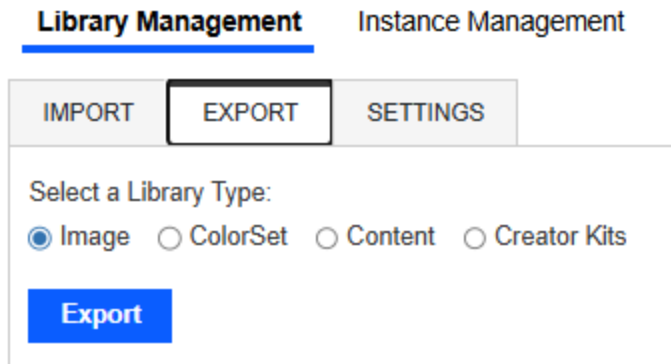 Library Management Instance Management
IMPORT EXPORT SETTINGS
Select a Library Type:
Image ColorSet Content Creator Kits
Export